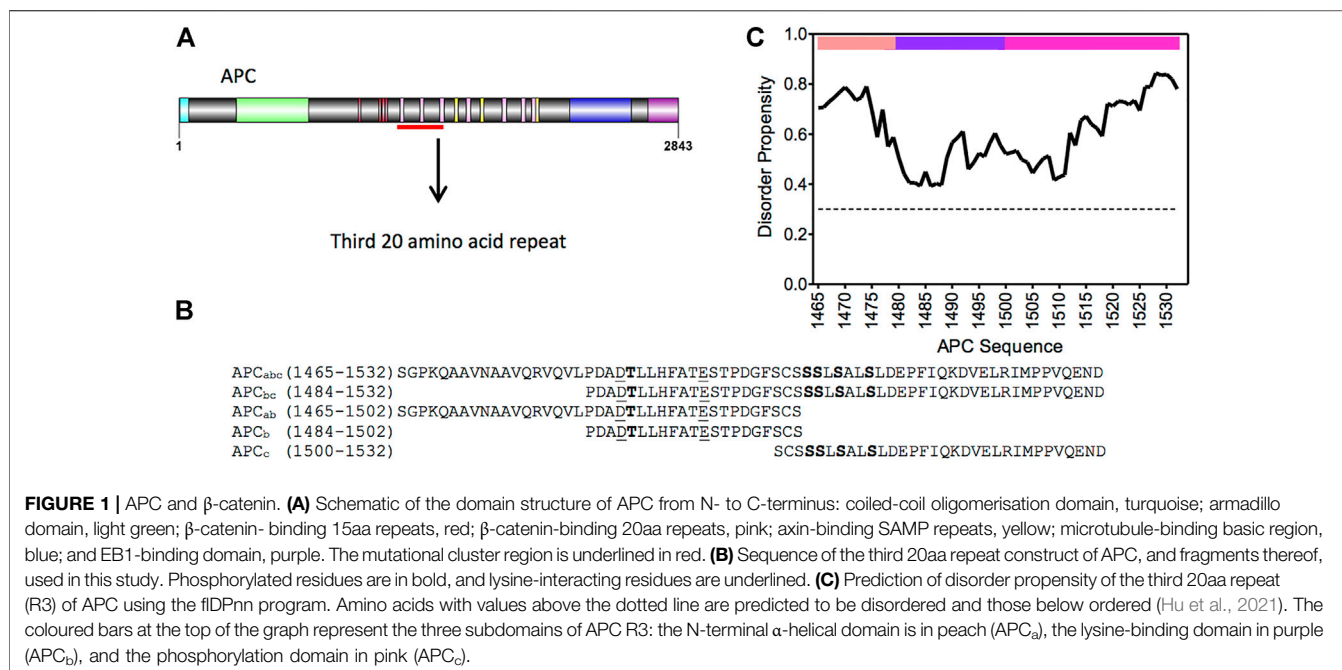 A
APC
1
2843
Third 20 amino acid repeat
C
Disorder Propensity
1.0
0.8
0.6
0.4
0.2
0.0
1465
1470
1475
1480
1485
1490
1495
1500
1505
1510
1515
1520
1525
1530
APC Sequence
B
APCabc (1465-1532) SGPKQAAVNAAVQRVQVLPDADTLLHFATESTPDGFSCSSSLSALSLDEPFIQKDVELRIMPPVQEND
APCbc (1484-1532) PDADTLLHFATESTPDGFSCSSSLSALSLDEPFIQKDVELRIMPPVQEND
APCab (1465-1502) SGPKQAAVNAAVQRVQVLPDADTLLHFATESTPDGFSCS
APCb (1484-1502) PDADTLLHFATESTPDGFSCS
APCc (1500-1532) SCSSSLSALSLDEPFIQKDVELRIMPPVQEND
FIGURE 1 | APC and β-catenin. (A) Schematic of the domain structure of APC from N- to C-terminus: coiled-coil oligomerisation domain, turquoise; armadillo
domain, light green; β-catenin- binding 15aa repeats, red; β-catenin-binding 20aa repeats, pink; axin-binding SAMP repeats, yellow; microtubule-binding basic region,
blue; and EB1-binding domain, purple. The mutational cluster region is underlined in red. (B) Sequence of the third 20aa repeat construct of APC, and fragments thereof,
used in this study. Phosphorylated residues are in bold, and lysine-interacting residues are underlined. (C) Prediction of disorder propensity of the third 20aa repeat
(R3) of APC using the flDPnn program. Amino acids with values above the dotted line are predicted to be disordered and those below ordered (Hu et al., 2021). The
coloured bars at the top of the graph represent the three subdomains of APC R3: the N-terminal α-helical domain is in peach (APCa), the lysine-binding domain in purple
(APCb), and the phosphorylation domain in pink (APCc).